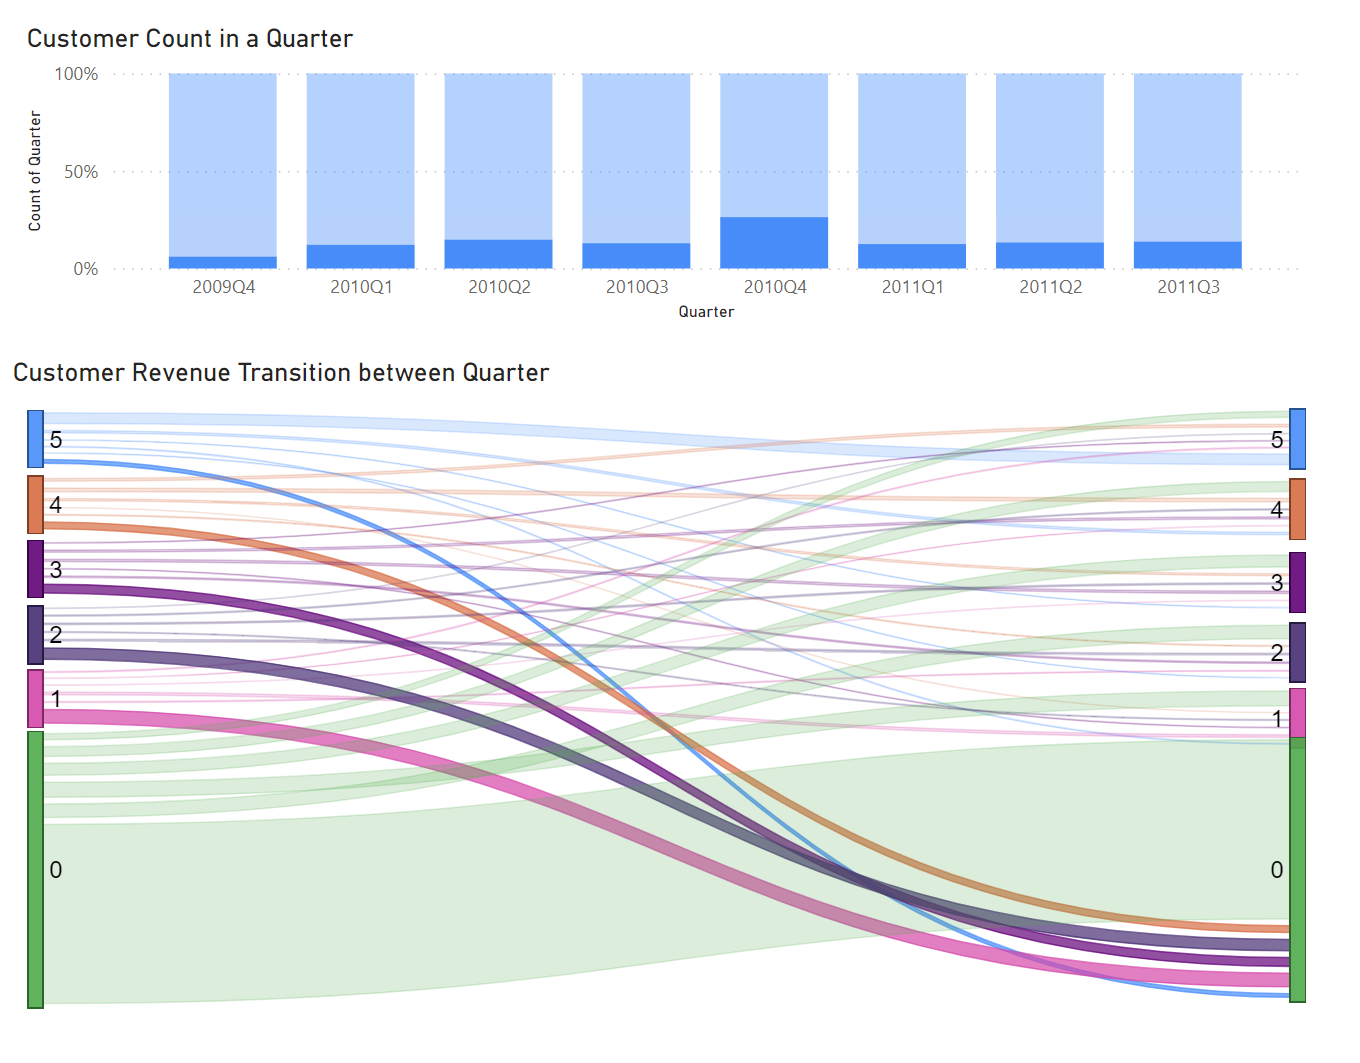 Customer Count in a Quarter
100%
50%
0%
Count of Quarter
2009Q4 2010Q1 2010Q2 2010Q3 2010Q4 2011Q1 2011Q2 2011Q3
Quarter
Customer Revenue Transition between Quarter
5 5
4 4
3 3
2 2
1 1
0 0